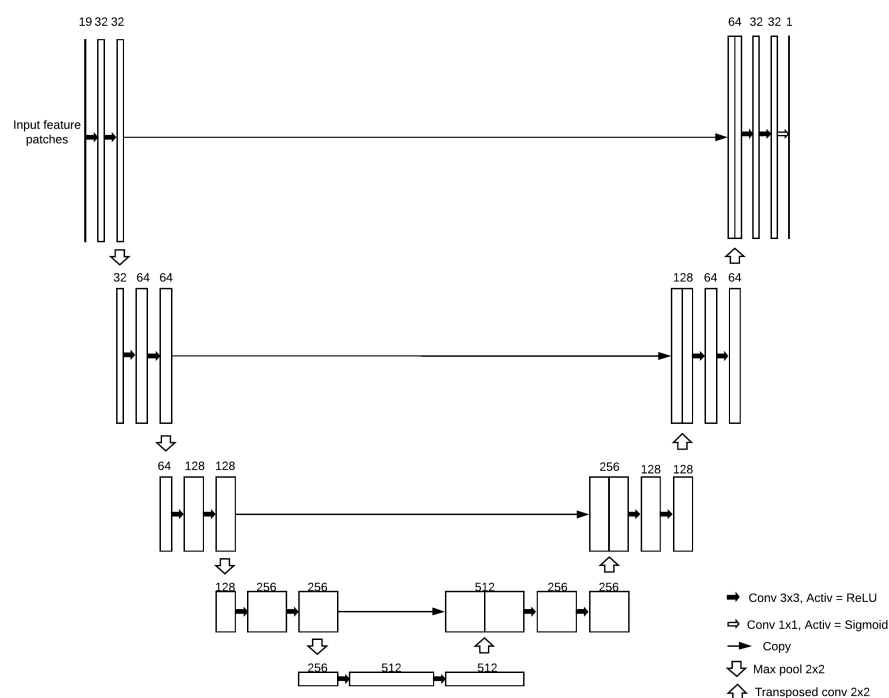 19 32 32
64 32 32 1
Input feature
patches
32 64 64
128 64 64
64 128 128
256 128 128
128 256 256
512 256 256
256 512 512
Conv 3x3, Activ = ReLU
Conv 1x1, Activ = Sigmoid
Copy
Max pool 2x2
Transposed conv 2x2